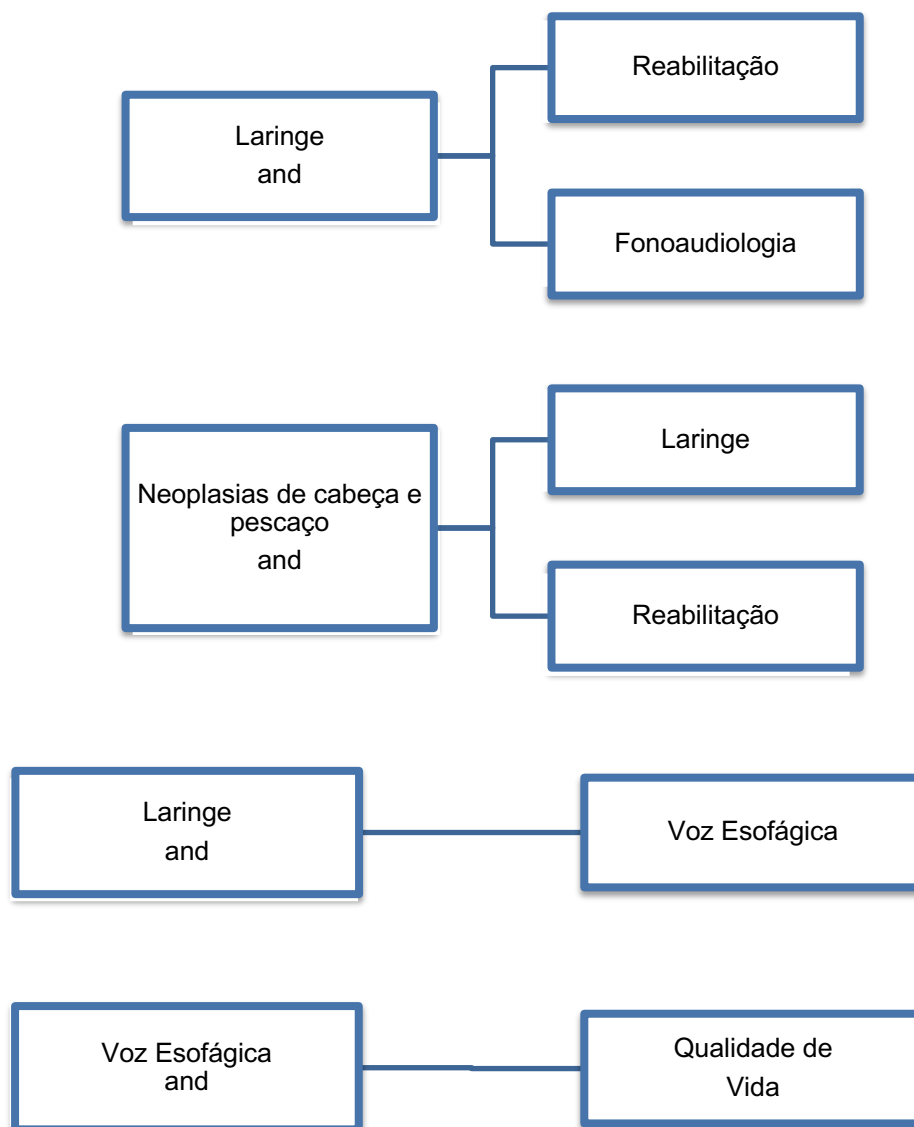 Laringe
and
Reabilitação
Fonoaudiologia
Neoplasias de cabeça e
pescaço
and
Laringe
Reabilitação
Laringe
and
Voz Esofágica
Voz Esofágica
and
Qualidade de
Vida